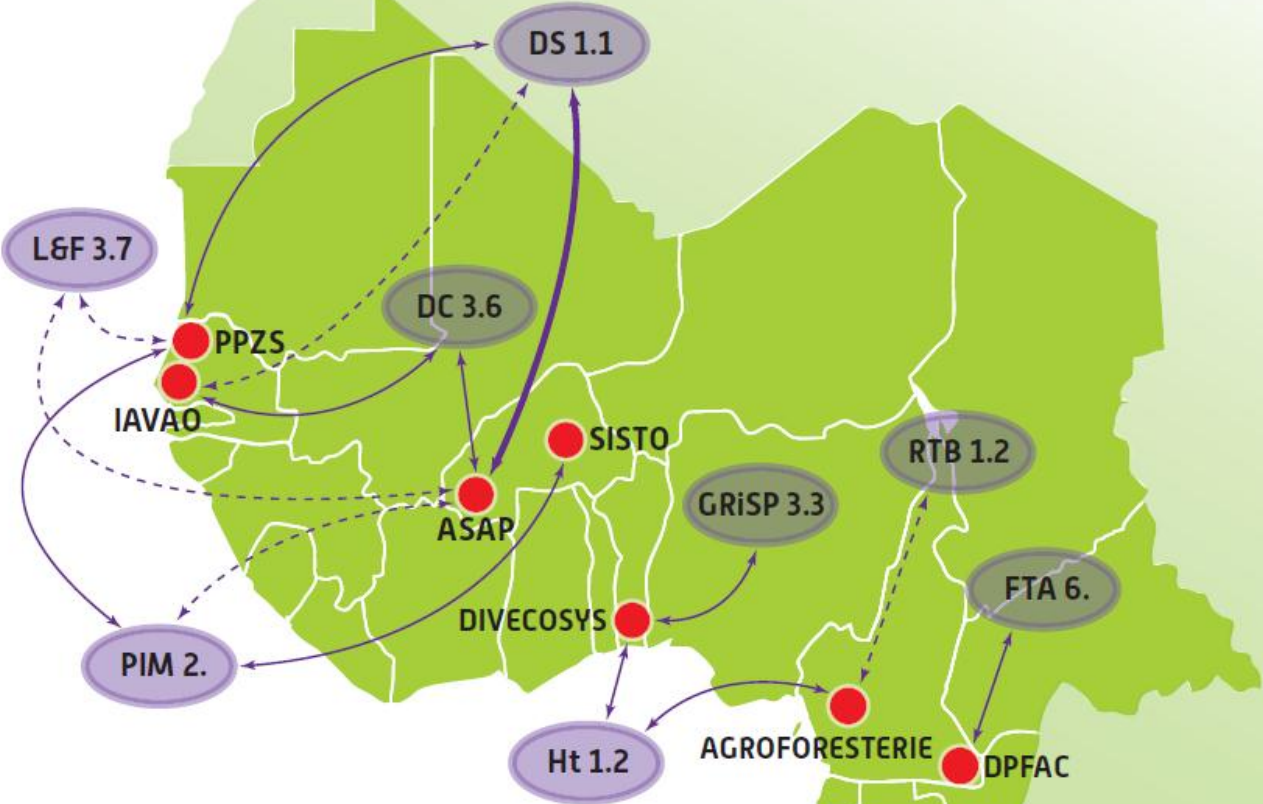 DS 1.1
L&F 3.7
DC 3.6
PPZS
IAVAO
SISTO
RTB 1.2
GRiSP 3.3
ASAP
FTA 6.
DIVECOSYS
PIM 2.
Ht 1.2
AGROFORESTERIE
DPFAC